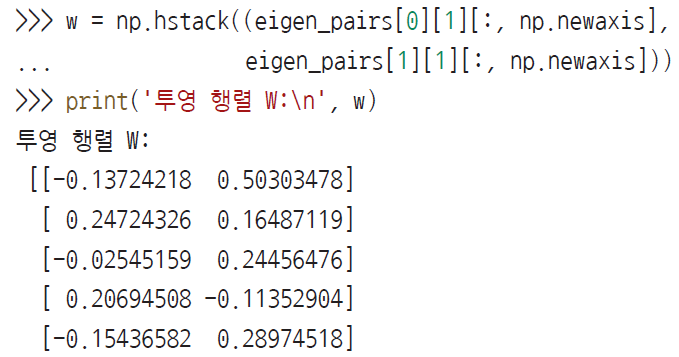 >>> w = np.hstack((eigen_pairs[0][1][:, np.newaxis],
...                eigen_pairs[1][1][:, np.newaxis]))
>>> print('투영 행렬 W:\n', w)
투영 행렬 W:
 [[-0.13724218  0.50303478]
 [ 0.24724326  0.16487119]
 [-0.02545159  0.24456476]
 [ 0.20694508 -0.11352904]
 [-0.15436582  0.28974518]